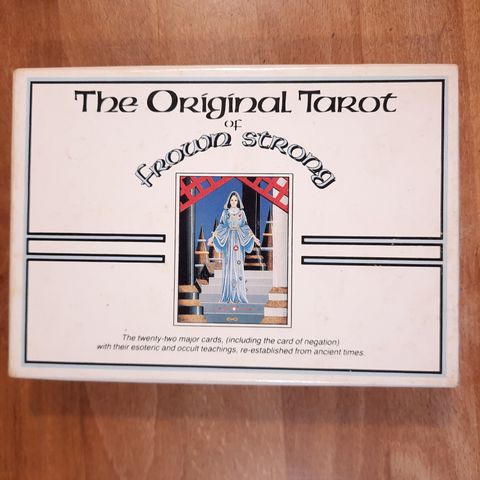 The Original Tarot
of
frown strong
The twenty-two major cards, (including the card of negation)
with their esoteric and occult teachings, re-established from ancient times.